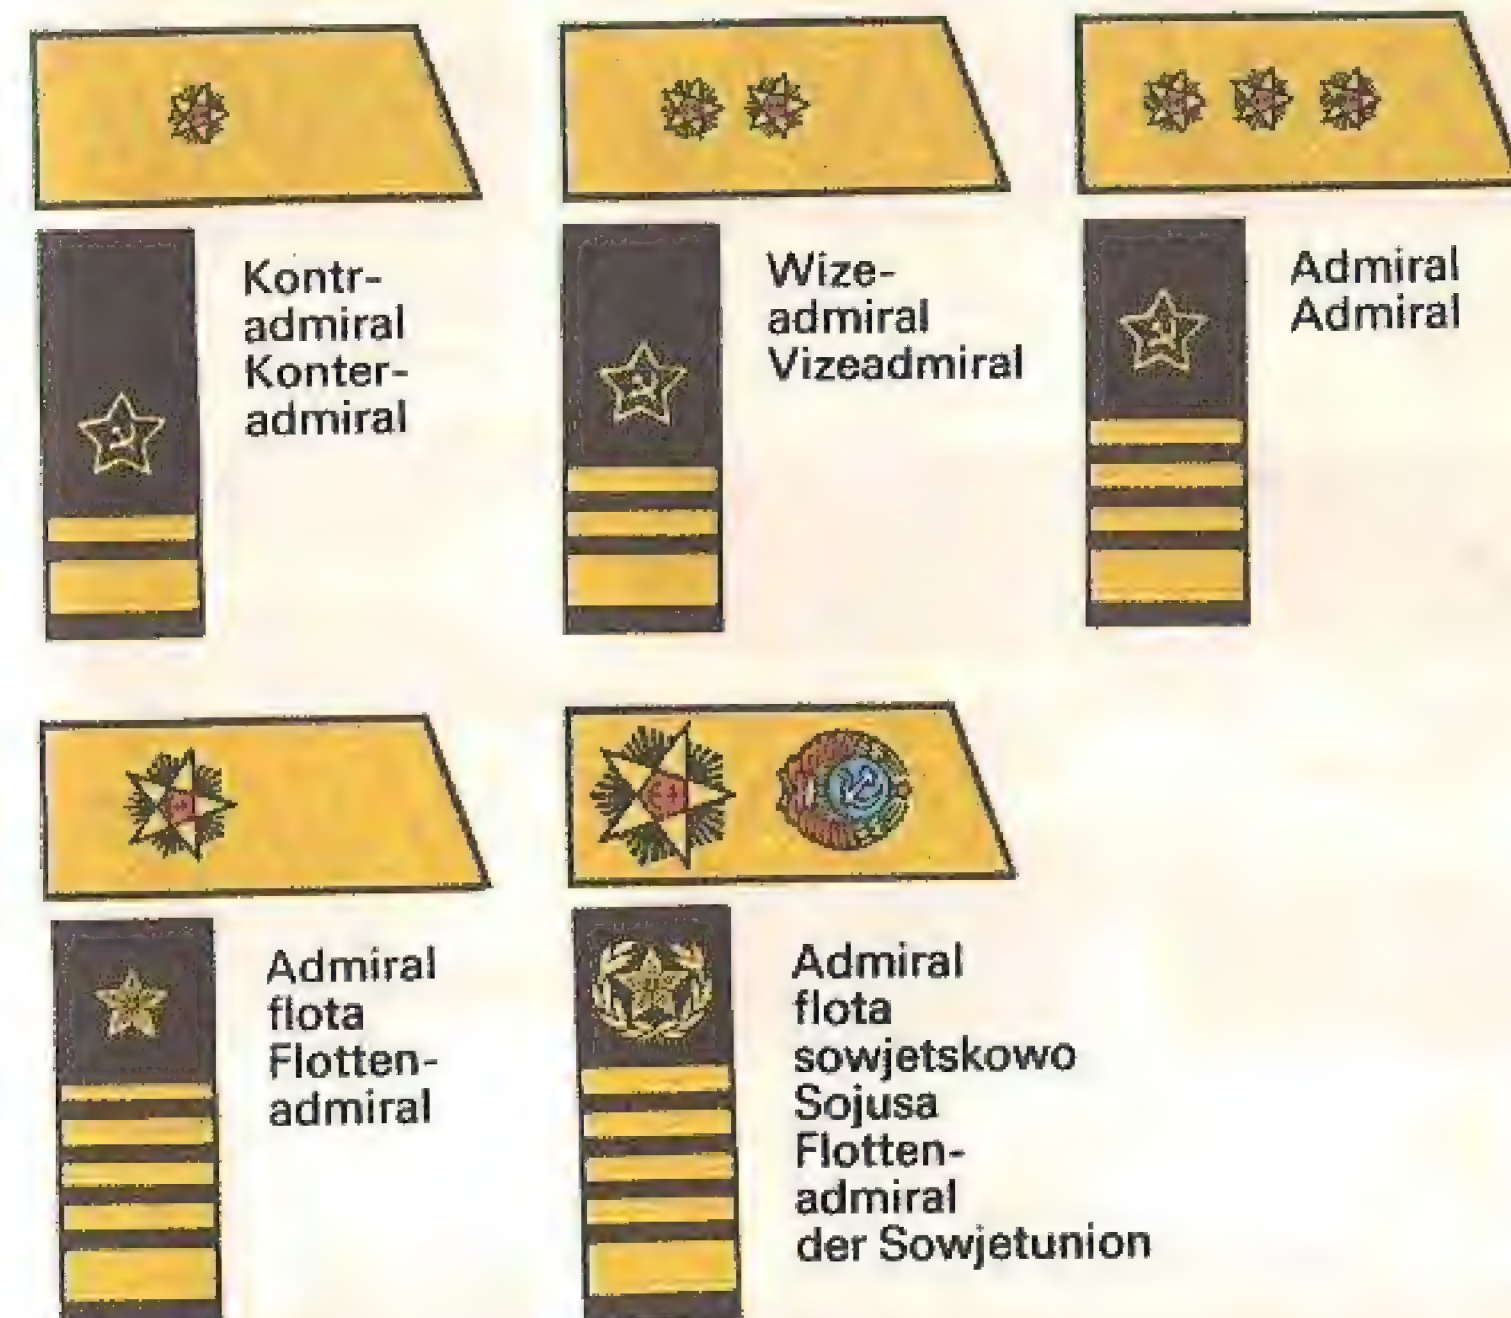 Kontr-
admiral
Konter-
admiral
Wize-
admiral
Vizeadmiral
Admiral
Admiral
Admiral
flota
Flotten-
admiral
Admiral
flota
sowjetskowo
Sojusa
Flotten-
admiral
der Sowjetunion